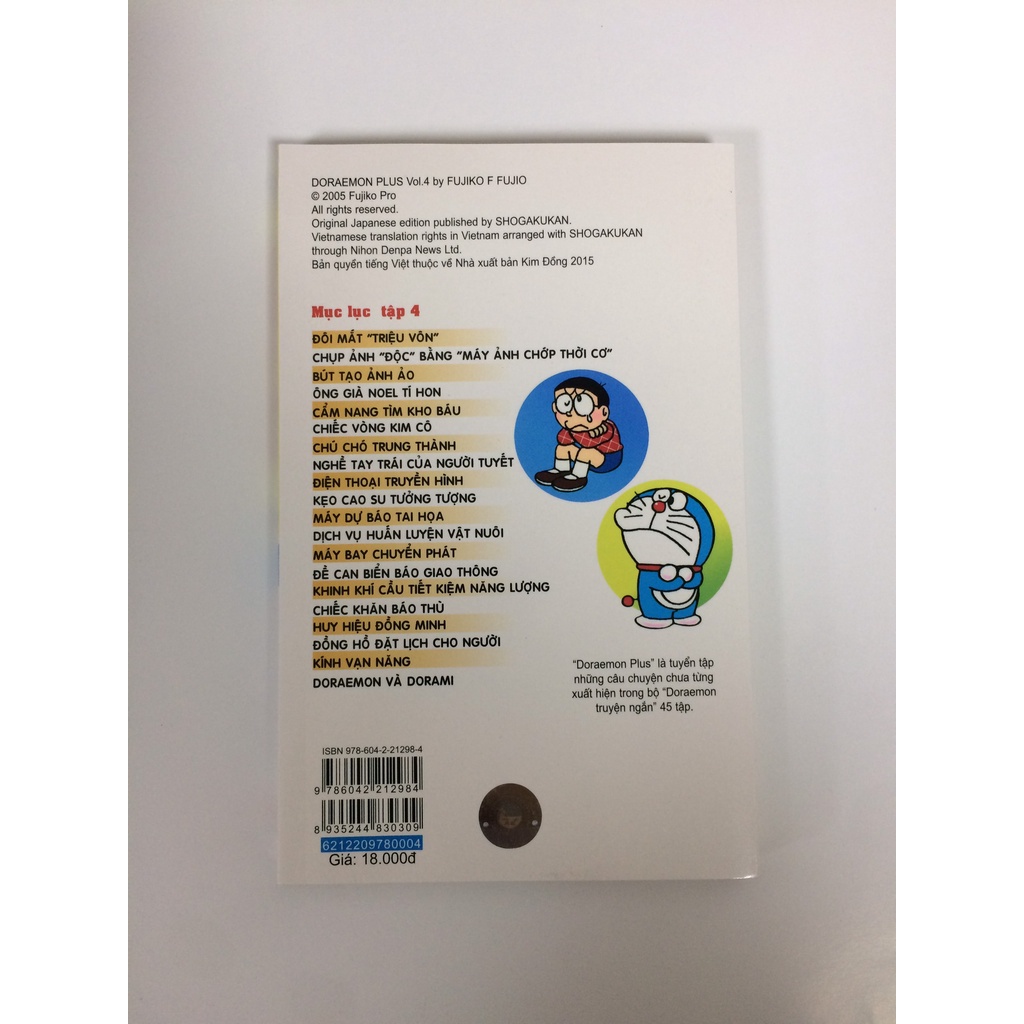 DORAEMON PLUS Vol.4 by FUJIKO F FUJIO
© 2005 Fujiko Pro
All rights reserved.
Original Japanese edition published by SHOGAKUKAN.
Vietnamese translation rights in Vietnam arranged with SHOGAKUKAN
through Nihon Denpa News Ltd.
Bản quyền tiếng Việt thuộc về Nhà xuất bản Kim Đồng 2015
Mục lục tập 4
ĐÔI MẮT "TRIỆU VÔN"
CHỤP ẢNH "ĐỘC" BẰNG "MÁY ẢNH CHỚP THỜI CƠ"
BÚT TẠO ẢNH ẢO
ÔNG GIÀ NOEL TÍ HON
CẨM NANG TÌM KHO BÁU
CHIẾC VÒNG KIM CÔ
CHÚ CHÓ TRUNG THÀNH
NGHỀ TAY TRÁI CỦA NGƯỜI TUYẾT
ĐIỆN THOẠI TRUYỀN HÌNH
KẸO CAO SU TƯỞNG TƯỢNG
MÁY DỰ BÁO TAI HỌA
DỊCH VỤ HUẤN LUYỆN VẬT NUÔI
MÁY BAY CHUYỂN PHÁT
ĐỀ CAN BIỂN BÁO GIAO THÔNG
KHINH KHÍ CẦU TIẾT KIỆM NĂNG LƯỢNG
CHIẾC KHĂN BÁO THÙ
HUY HIỆU ĐỒNG MINH
ĐỒNG HỒ ĐẶT LỊCH CHO NGƯỜI
KÍNH VẠN NĂNG
DORAEMON VÀ DORAMI
"Doraemon Plus" là tuyển tập
những câu chuyện chưa từng
xuất hiện trong bộ "Doraemon
truyện ngắn" 45 tập.
ISBN 978-604-2-21298-4
9 786042 212984
8 935244 830309
6212209780004
Giá: 18.000đ